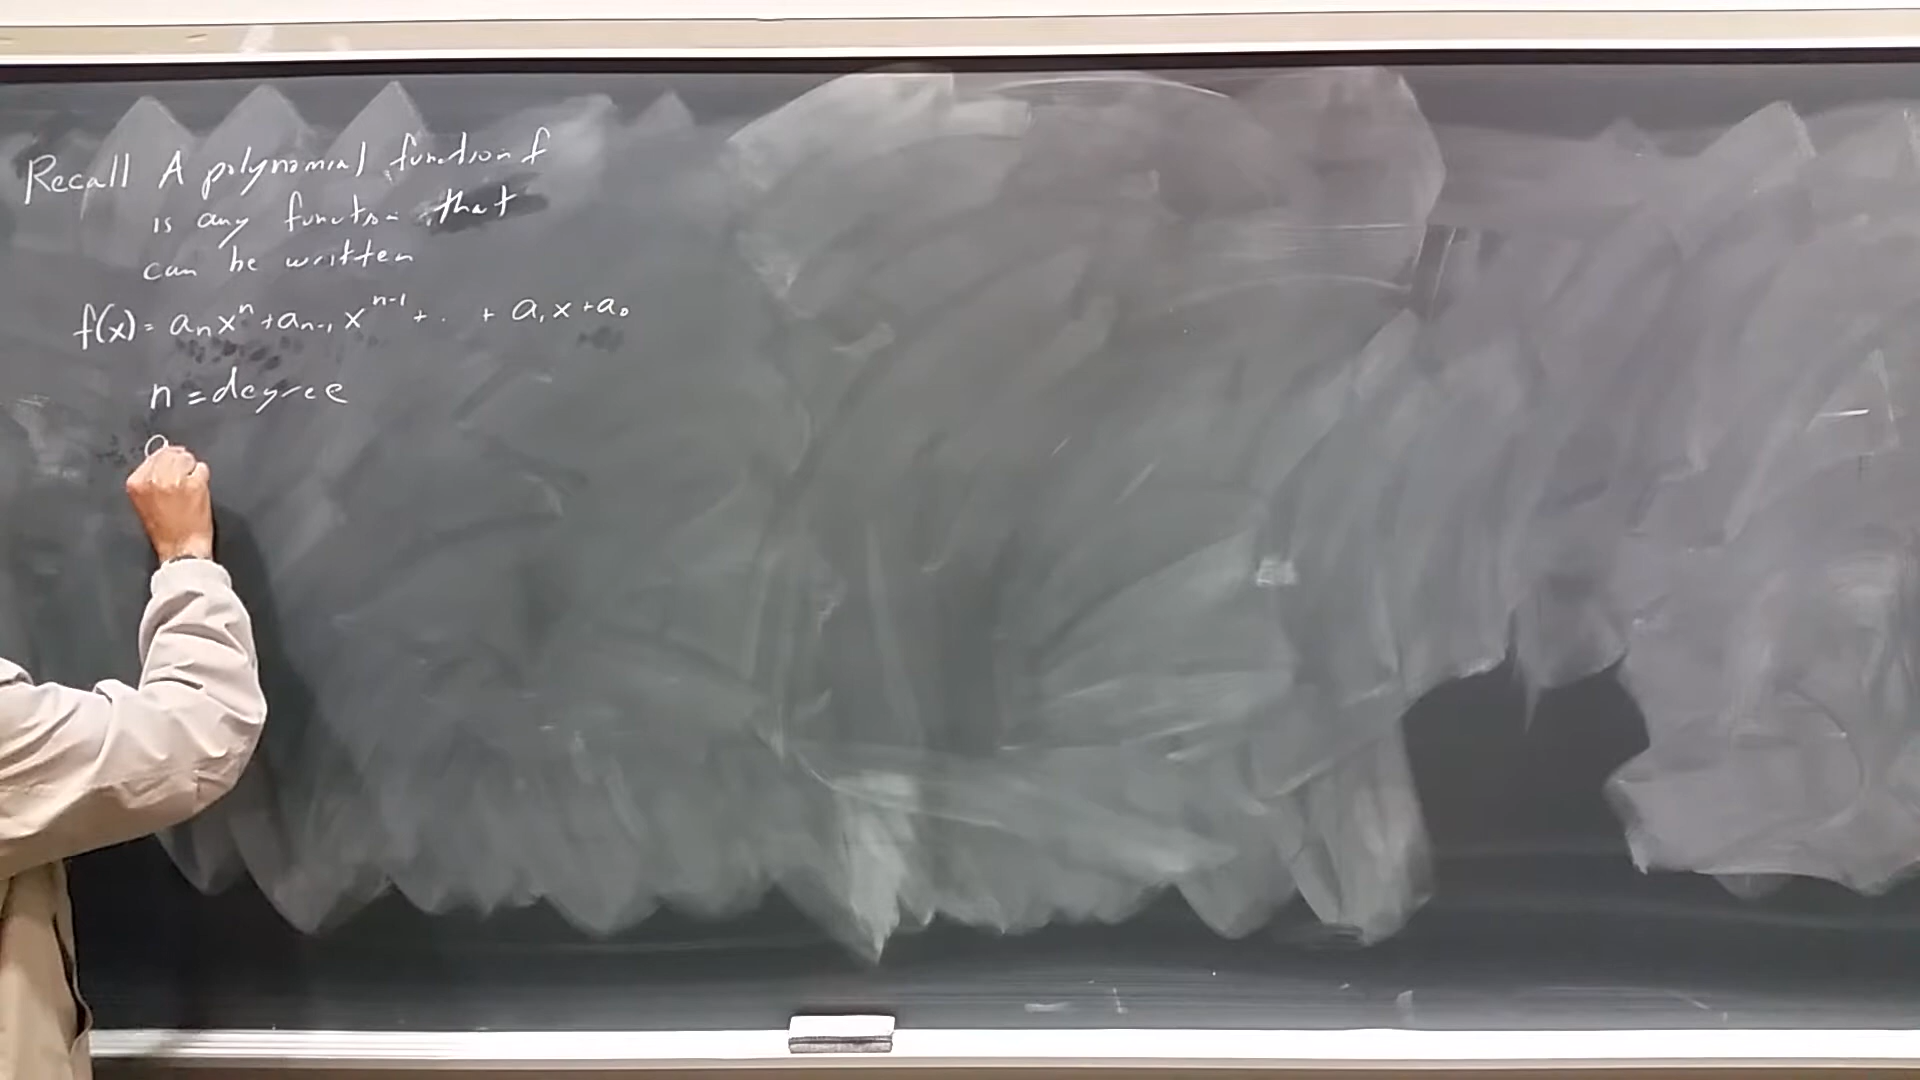 Recall A polynomial function f
is any function that
can be written
f(x) = aₙxⁿ + aₙ₋₁xⁿ⁻¹ + . . + a₁x + a₀
n = degree
a